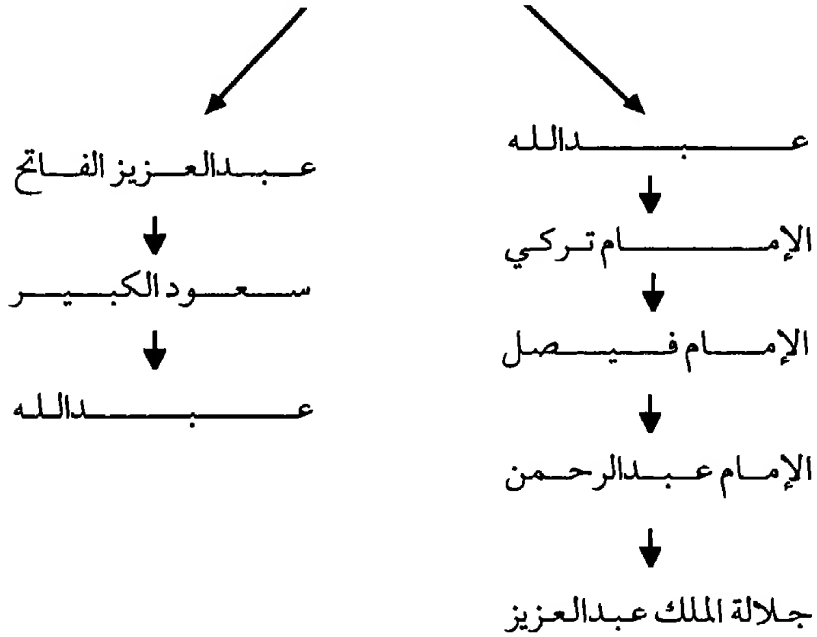 عبدالله
الإمام تركي
الإمام فيصل
الإمام عبدالرحمن
جلالة الملك عبدالعزيز
عبدالعزيز الفاتح
سعود الكبير
عبدالله